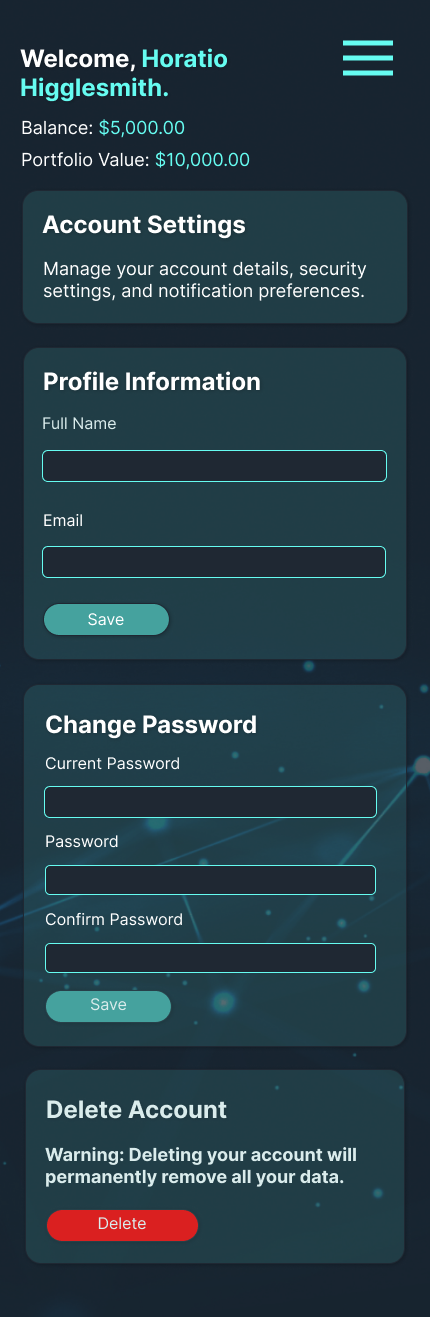 Welcome, Horatio
Higglesmith.
Balance: $5,000.00
Portfolio Value: $10,000.00
Account Settings
Manage your account details, security
settings, and notification preferences.
Profile Information
Full Name
Email
Save
Change Password
Current Password
Password
Confirm Password
Save
Delete Account
Warning: Deleting your account will
permanently remove all your data.
Delete